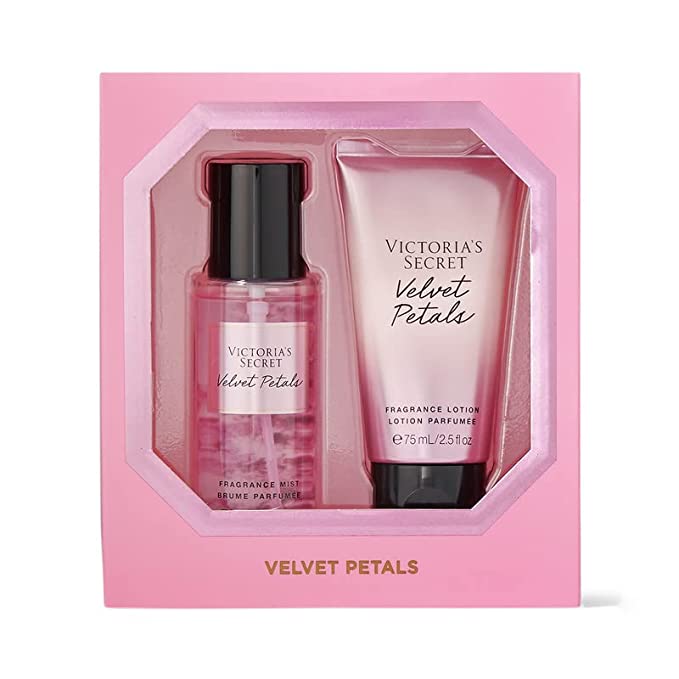 VICTORIA'S
SECRET
Velvet Petals
FRAGRANCE MIST
BRUME PARFUMÉE
VICTORIA'S
SECRET
Velvet
Petals
FRAGRANCE LOTION
LOTION PARFUMÉE
℮75 mL/2.5 fl oz
VELVET PETALS